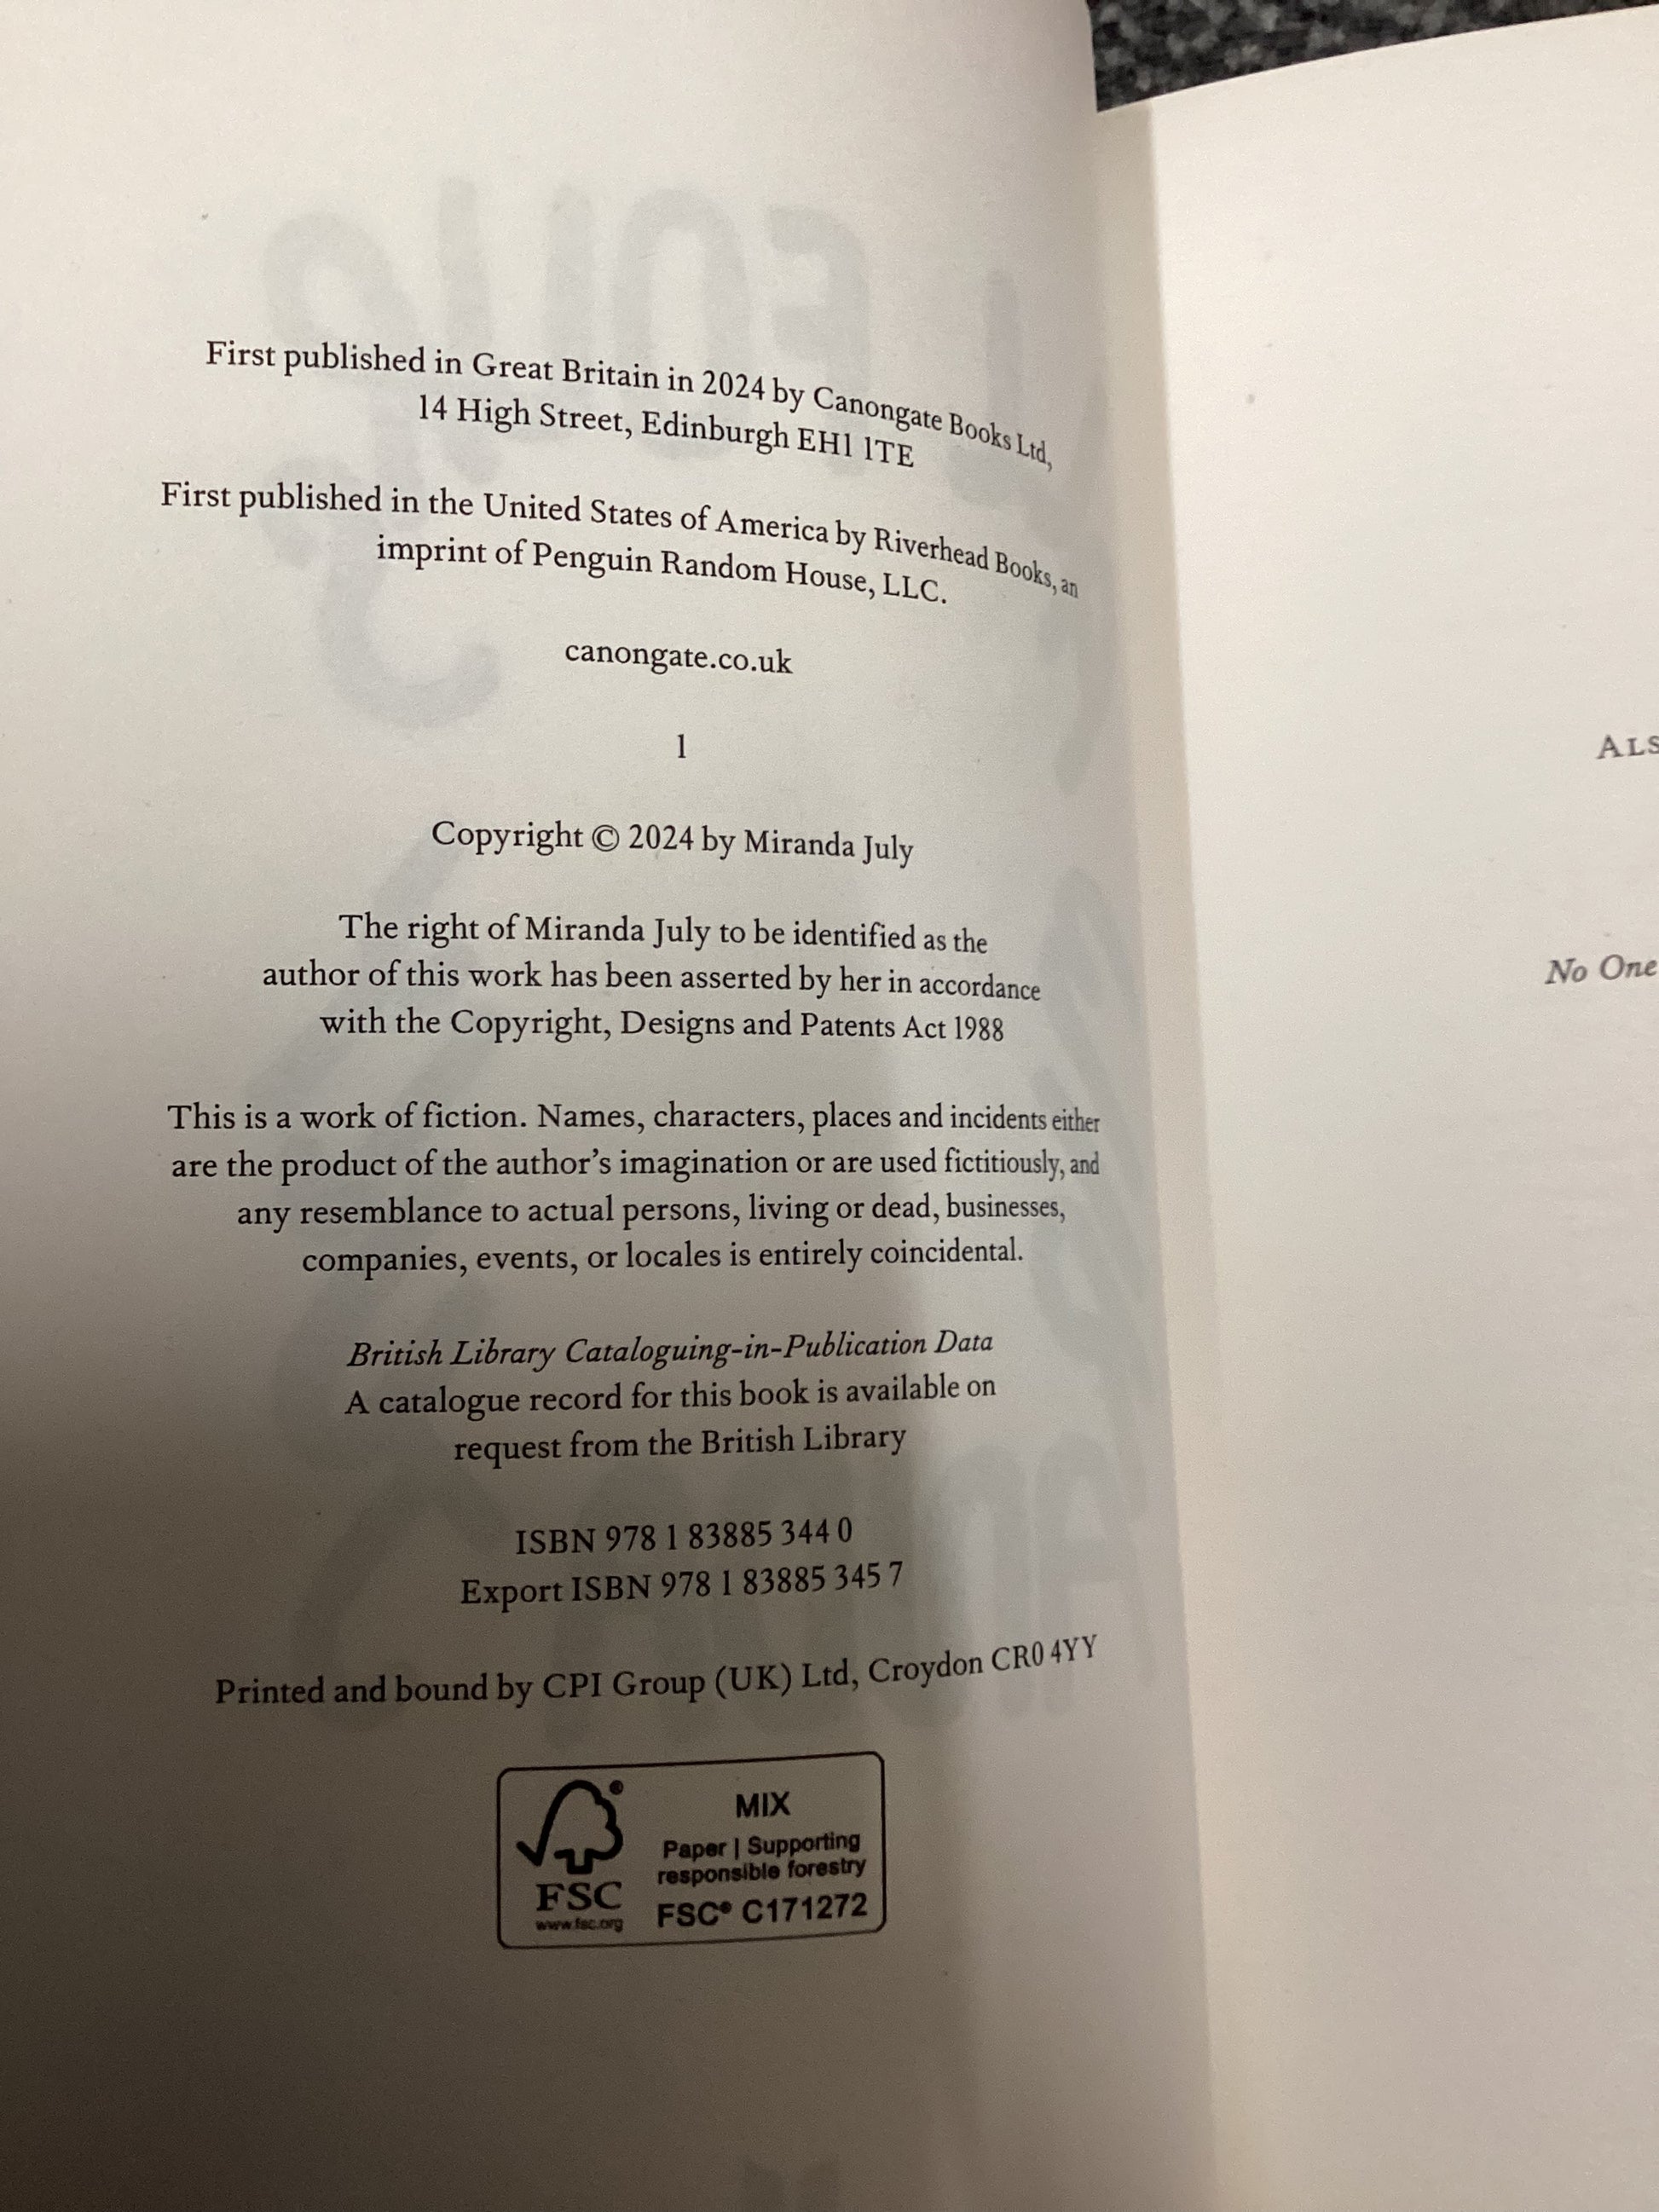 First published in Great Britain in 2024 by Canongate Books Ltd,
14 High Street, Edinburgh EH1 1TE
First published in the United States of America by Riverhead Books, an
imprint of Penguin Random House, LLC.
canongate.co.uk
1
Copyright © 2024 by Miranda July
The right of Miranda July to be identified as the
author of this work has been asserted by her in accordance
with the Copyright, Designs and Patents Act 1988
This is a work of fiction. Names, characters, places and incidents either
are the product of the author's imagination or are used fictitiously, and
any resemblance to actual persons, living or dead, businesses,
companies, events, or locales is entirely coincidental.
British Library Cataloguing-in-Publication Data
A catalogue record for this book is available on
request from the British Library
ISBN 978 1 83885 344 0
Export ISBN 978 1 83885 345 7
Printed and bound by CPI Group (UK) Ltd, Croydon CR0 4YY
FSC
www.fsc.org
MIX
Paper | Supporting
responsible forestry
FSC® C171272
ALS
No One